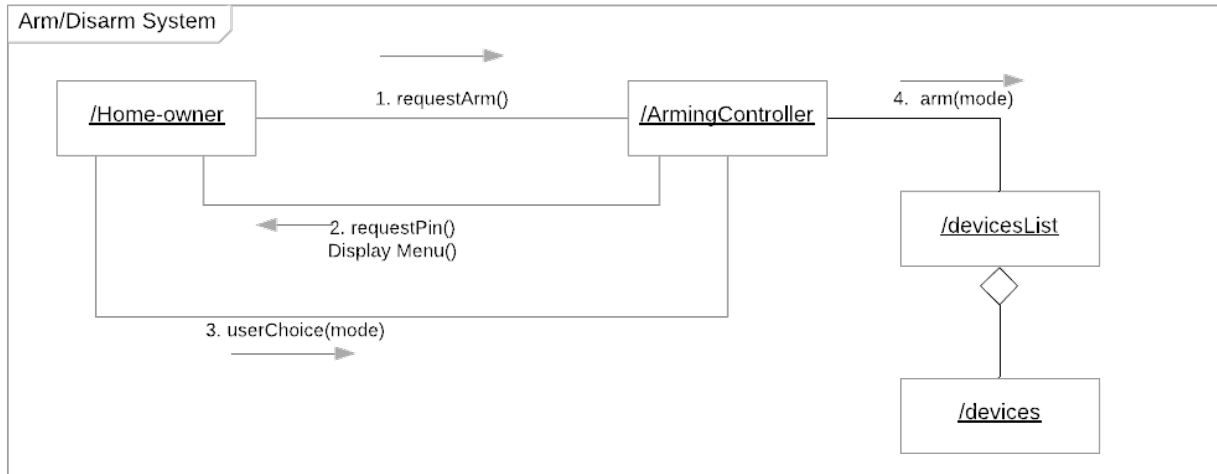 Arm/Disarm System
/Home-owner
1. requestArm()
/ArmingController
4. arm(mode)
2. requestPin()
Display Menu()
3. userChoice(mode)
/devicesList
/devices